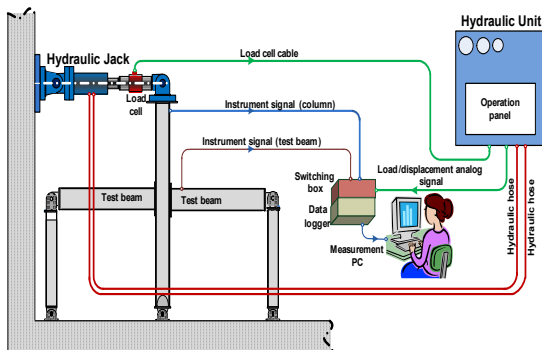 Hydraulic Unit
Hydraulic Jack
Load cell cable
Load
cell
Instrument signal (column)
Operation
panel
Instrument signal (test beam)
Switching
box
Load/displacement analog
signal
Test beam
Test beam
Data
logger
Measurement
PC
Hydraulic hose
Hydraulic hose